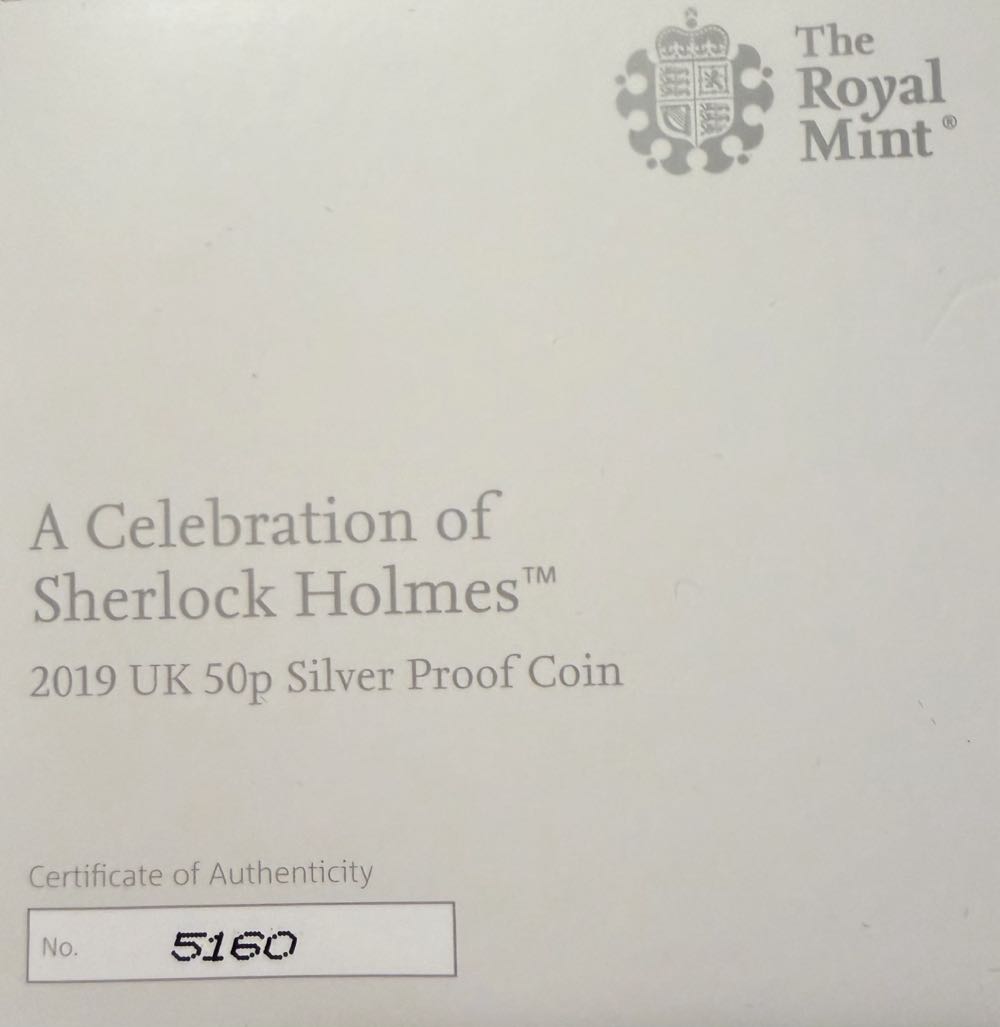 The
Royal
Mint®
A Celebration of
Sherlock Holmes™
2019 UK 50p Silver Proof Coin
Certificate of Authenticity
No. 5160